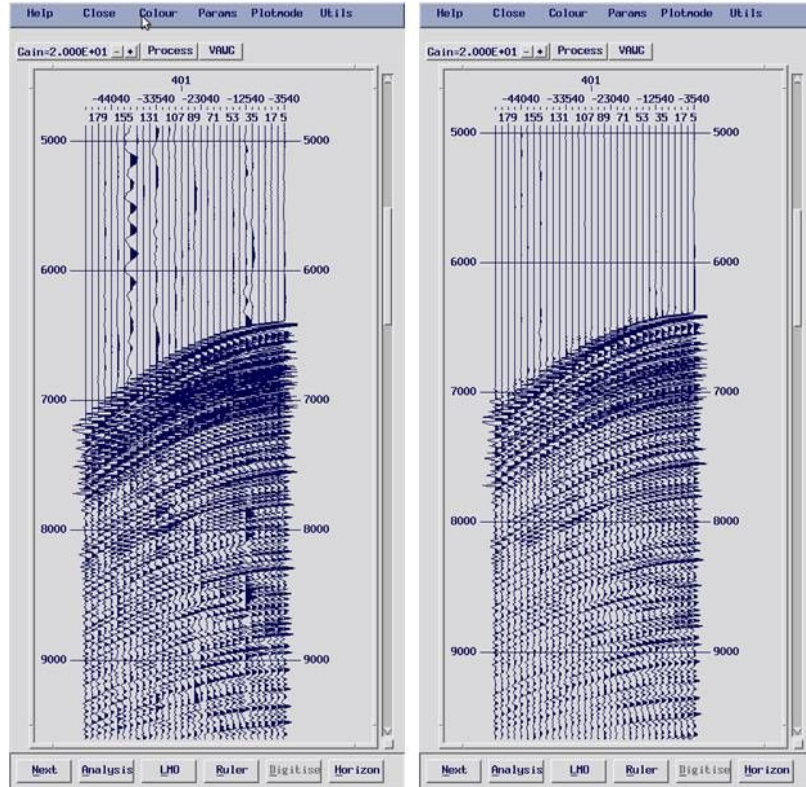 Help Close Colour Params Plotmode Utils
Gain=2.000E+01 - + Process VAWG
401
-44040 -33540 -23040 -12540 -3540
179 155 131 107 89 71 53 35 17 5
5000 5000
6000 6000
7000 7000
8000 8000
9000 9000
Next Analysis LMO Ruler Digitise Horizon
Help Close Colour Params Plotmode Utils
Gain=2.000E+01 - + Process VAWG
401
-44040 -33540 -23040 -12540 -3540
179 155 131 107 89 71 53 35 17 5
5000 5000
6000 6000
7000 7000
8000 8000
9000 9000
Next Analysis LMO Ruler Digitise Horizon